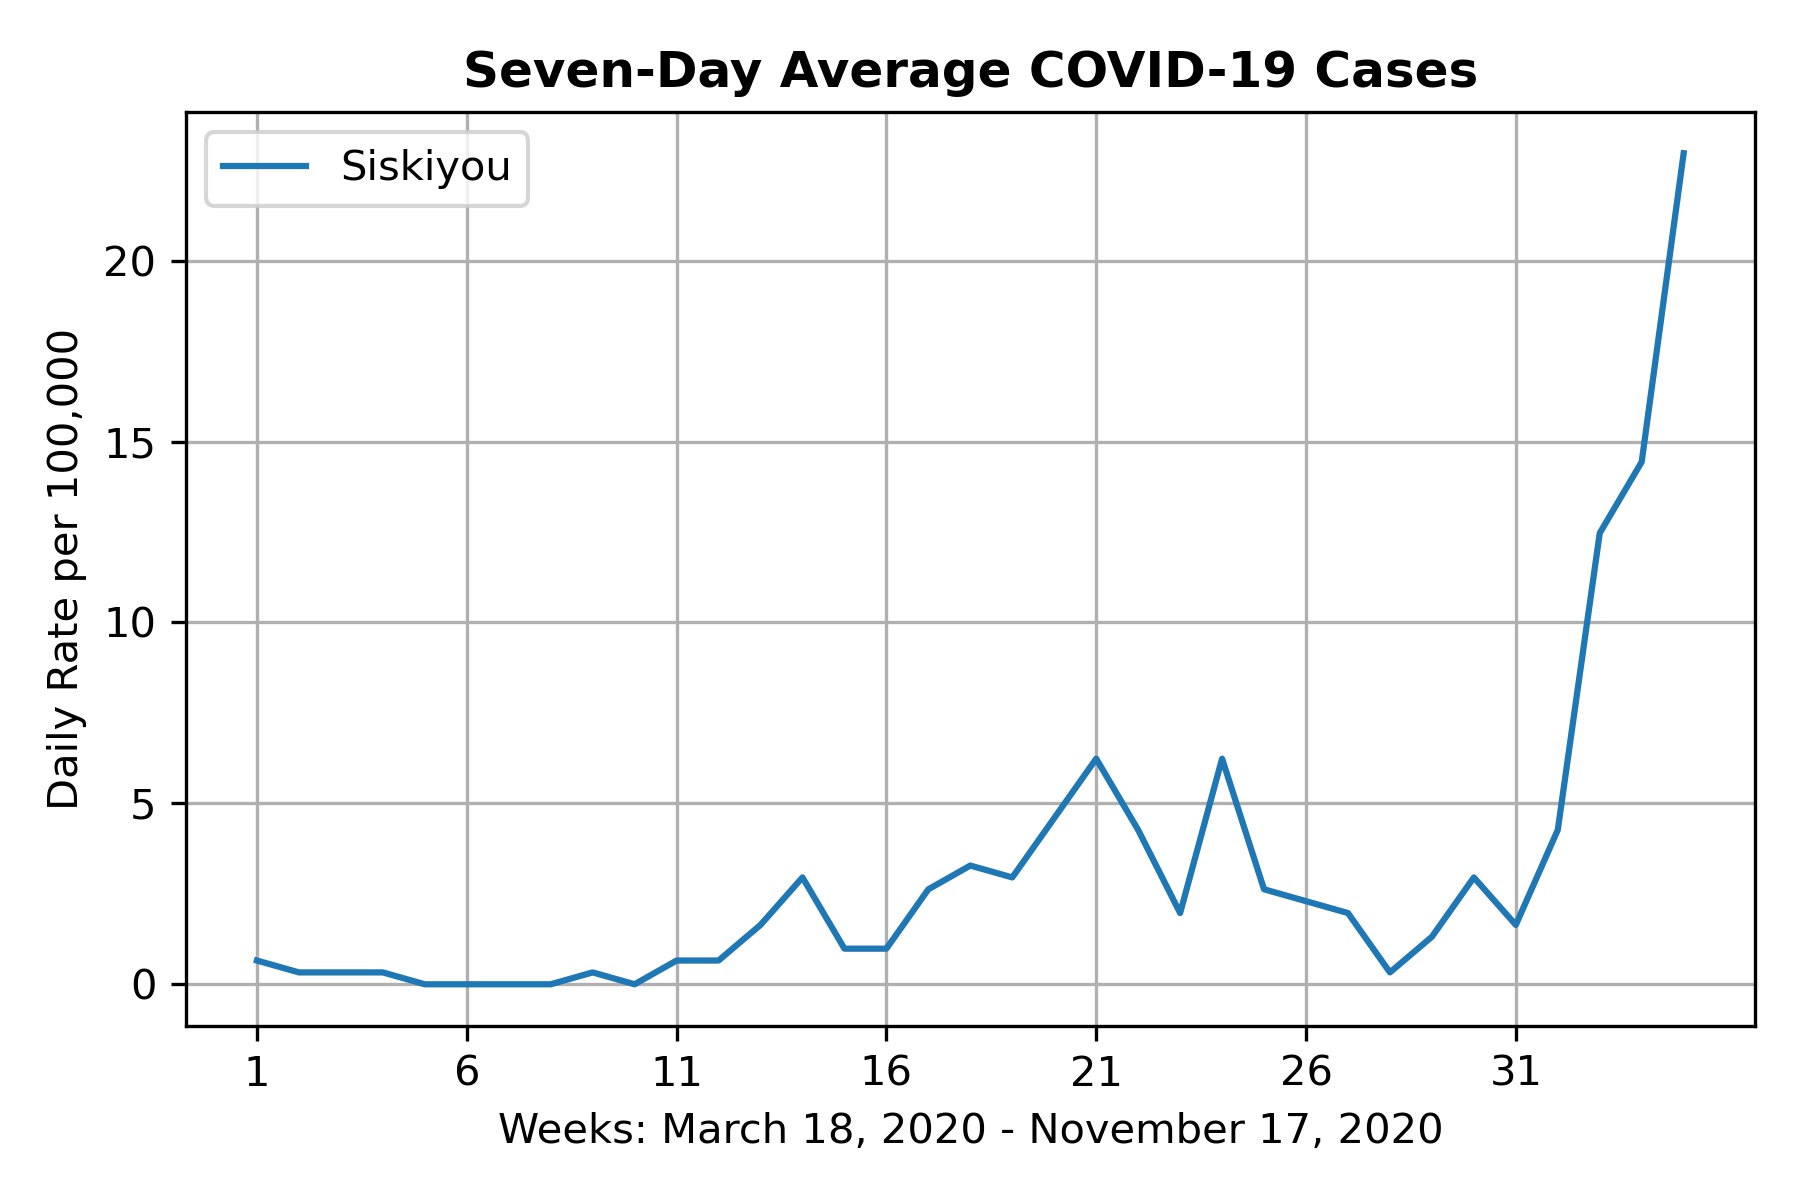 Seven-Day Average COVID-19 Cases
Siskiyou
20
15
10
5
0
Daily Rate per 100,000
1 6 11 16 21 26 31
Weeks: March 18, 2020 - November 17, 2020